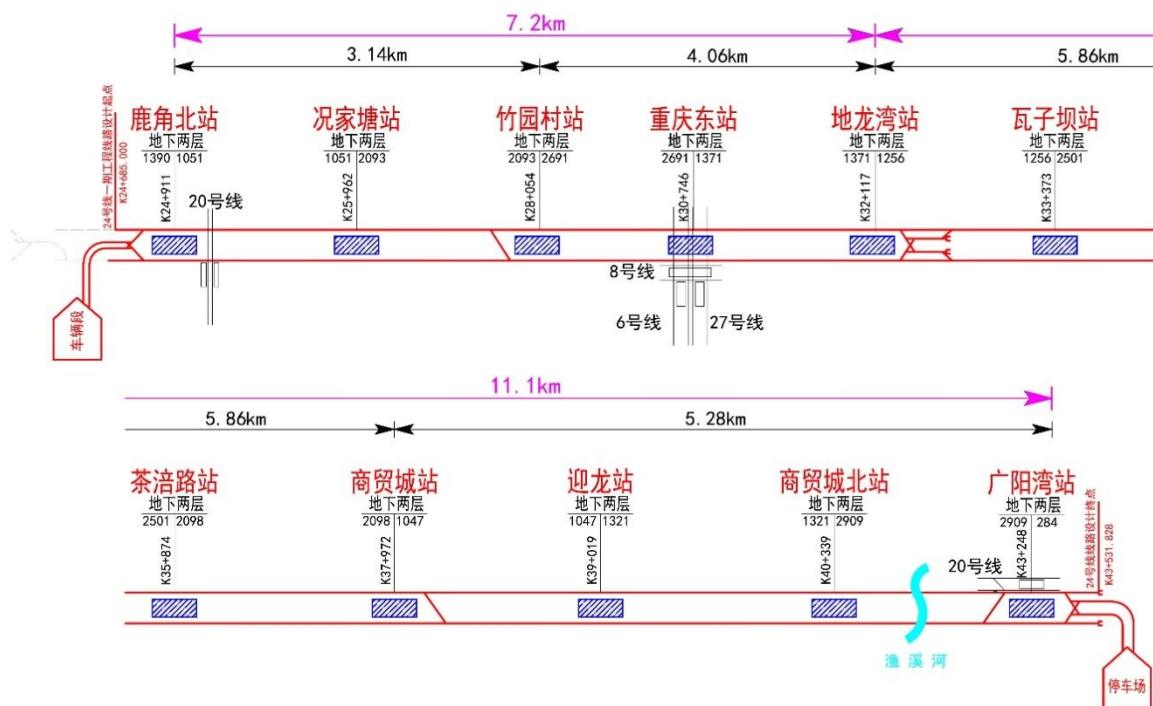 7.2km
3.14km
4.06km
5.86km
24号线一期工程线路设计起点
K24+685.000
鹿角北站
地下两层
1390 1051
K24+911
况家塘站
地下两层
1051 2093
K25+962
竹园村站
地下两层
2093 2691
K28+054
重庆东站
地下两层
2691 1371
K30+746
地龙湾站
地下两层
1371 1256
K32+117
瓦子坝站
地下两层
1256 2501
K33+373
20号线
8号线
6号线
27号线
车辆段
11.1km
5.86km
5.28km
茶涪路站
地下两层
2501 2098
K35+874
商贸城站
地下两层
2098 1047
K37+972
迎龙站
地下两层
1047 1321
K39+019
商贸城北站
地下两层
1321 2909
K40+339
广阳湾站
地下两层
2909 284
K43+248
20号线
24号线线路设计终点
K43+531.828
渔溪河
停车场